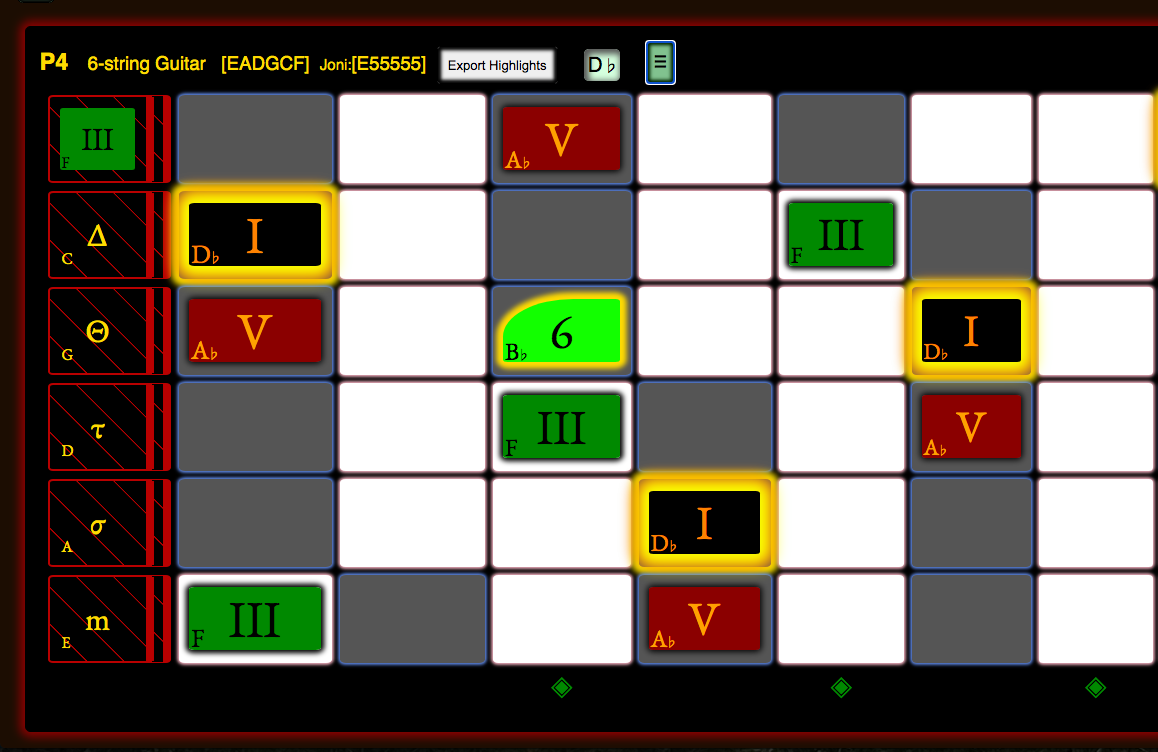 P4 6-string Guitar [EADGCF] Joni:[E55555] Export Highlights D♭ ☰
III F V A♭
Δ C I D♭ III F
Θ G V A♭ 6 B♭ I D♭
τ D III F V A♭
σ A I D♭
m E III F V A♭